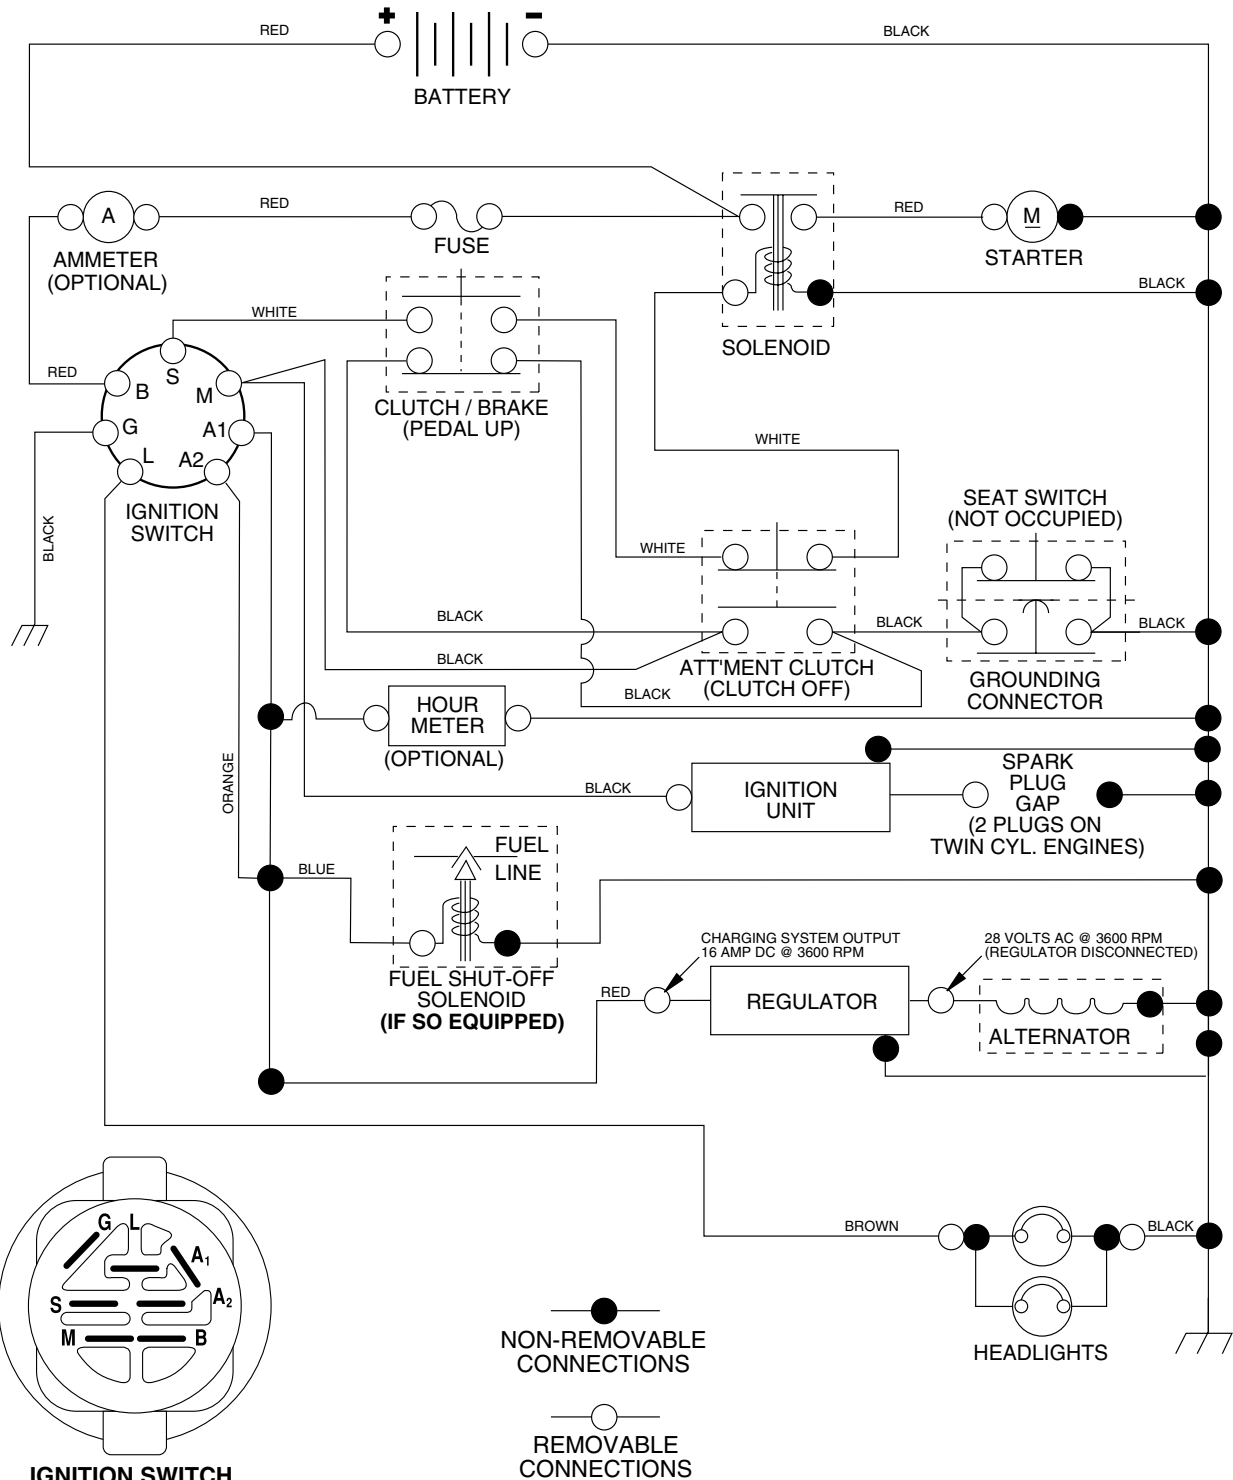 + -
RED
BLACK
BATTERY
RED
A
AMMETER
(OPTIONAL)
FUSE
RED
M
STARTER
BLACK
SOLENOID
WHITE
RED
S
B
M
G
A1
L
A2
IGNITION
SWITCH
BLACK
CLUTCH / BRAKE
(PEDAL UP)
WHITE
SEAT SWITCH
(NOT OCCUPIED)
WHITE
BLACK
BLACK
BLACK
BLACK
ATT'MENT CLUTCH
(CLUTCH OFF)
BLACK
GROUNDING
CONNECTOR
HOUR
METER
(OPTIONAL)
ORANGE
BLACK
IGNITION
UNIT
SPARK
PLUG
GAP
(2 PLUGS ON
TWIN CYL. ENGINES)
BLUE
FUEL
LINE
FUEL SHUT-OFF
SOLENOID
(IF SO EQUIPPED)
CHARGING SYSTEM OUTPUT
16 AMP DC @ 3600 RPM
28 VOLTS AC @ 3600 RPM
(REGULATOR DISCONNECTED)
RED
REGULATOR
ALTERNATOR
BROWN
BLACK
HEADLIGHTS
G L
A1
S
A2
M
B
IGNITION SWITCH
NON-REMOVABLE
CONNECTIONS
REMOVABLE
CONNECTIONS